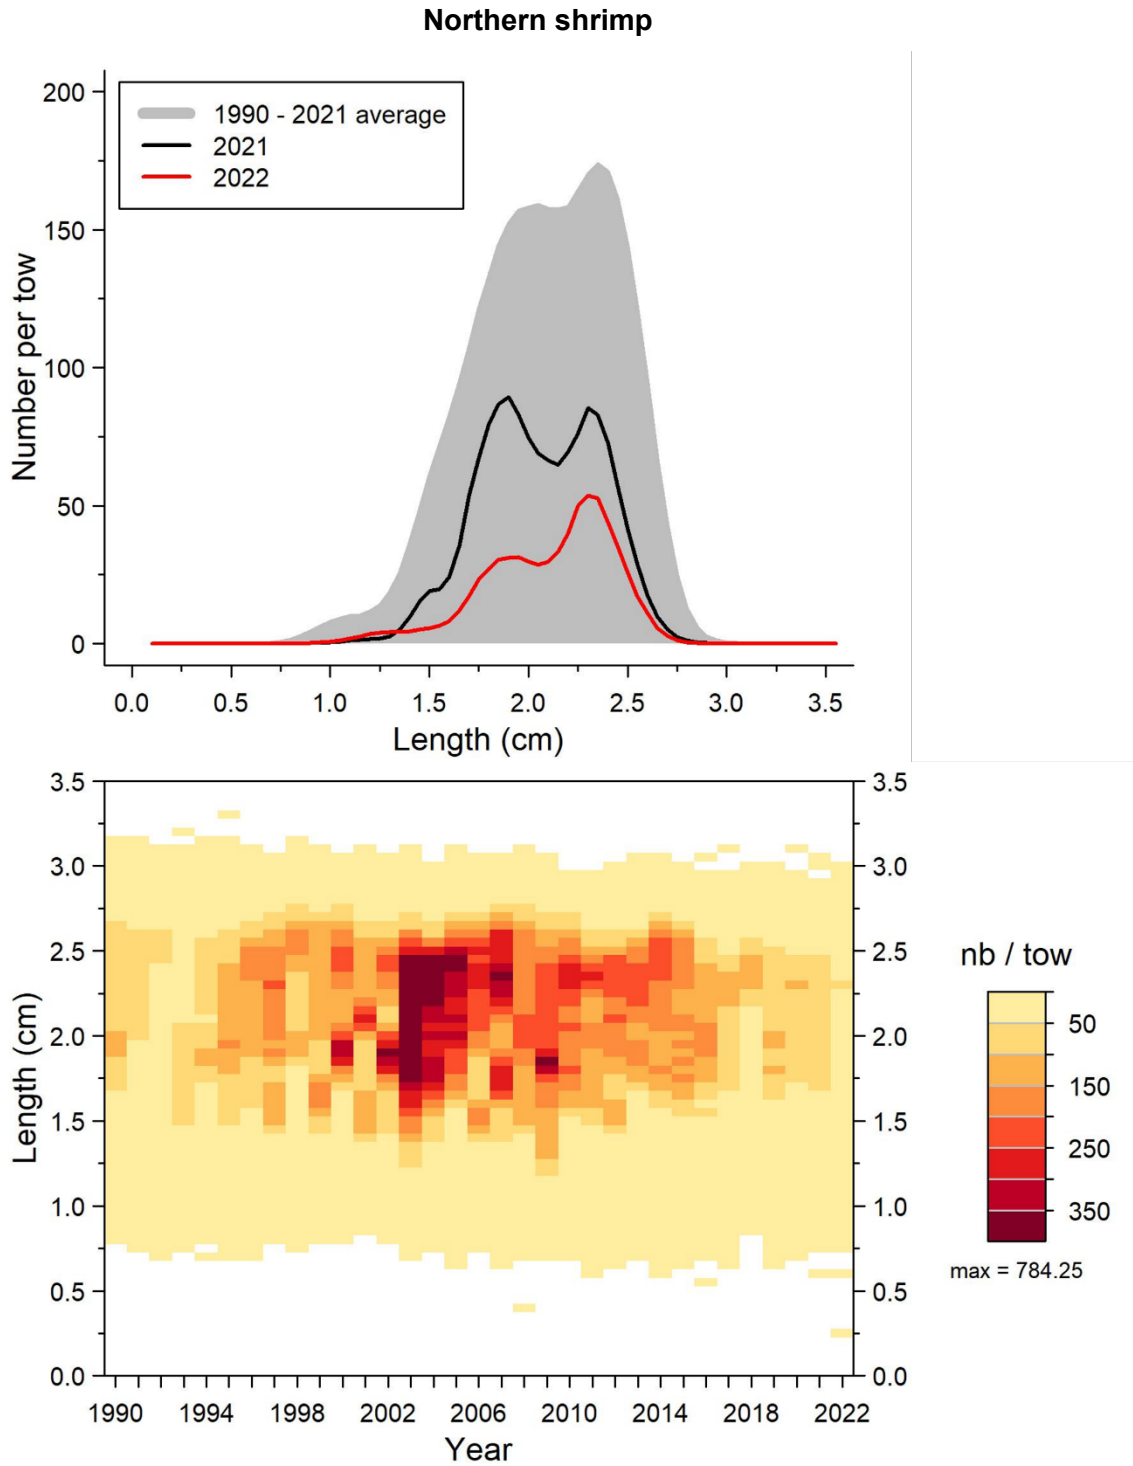 Northern shrimp
1990 - 2021 average
2021
2022
Number per tow
200
150
100
50
0
0.0 0.5 1.0 1.5 2.0 2.5 3.0 3.5
Length (cm)
Length (cm)
3.5 3.5
3.0 3.0
2.5 2.5
2.0 2.0
1.5 1.5
1.0 1.0
0.5 0.5
0.0 0.0
1990 1994 1998 2002 2006 2010 2014 2018 2022
Year
nb / tow
50
150
250
350
max = 784.25